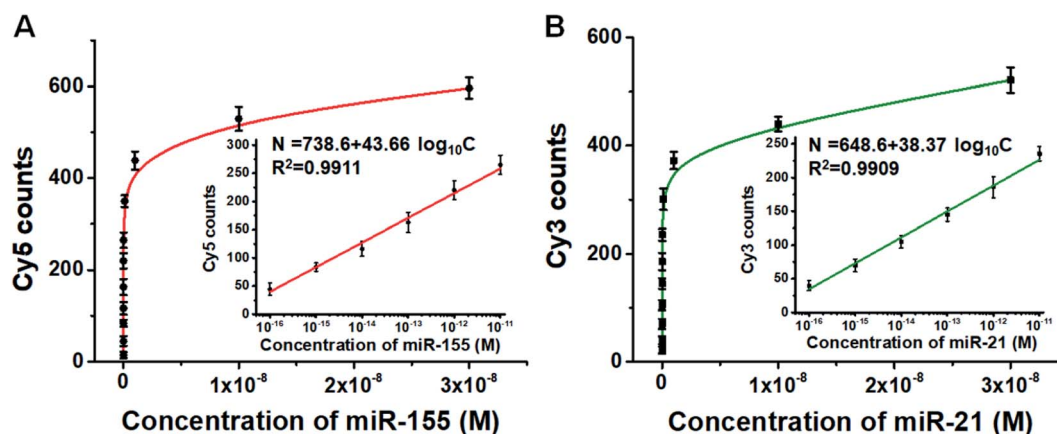 A
Cy5 counts
600
400
200
0
N =738.6+43.66 log₁₀C
R²=0.9911
Cy5 counts
300
250
200
150
100
50
0
10⁻¹⁶ 10⁻¹⁵ 10⁻¹⁴ 10⁻¹³ 10⁻¹² 10⁻¹¹
Concentration of miR-155 (M)
0 1x10⁻⁸ 2x10⁻⁸ 3x10⁻⁸
Concentration of miR-155 (M)
B
Cy3 counts
600
400
200
0
N =648.6+38.37 log₁₀C
R²=0.9909
Cy3 counts
250
200
150
100
50
0
10⁻¹⁶ 10⁻¹⁵ 10⁻¹⁴ 10⁻¹³ 10⁻¹² 10⁻¹¹
Concentration of miR-21 (M)
0 1x10⁻⁸ 2x10⁻⁸ 3x10⁻⁸
Concentration of miR-21 (M)